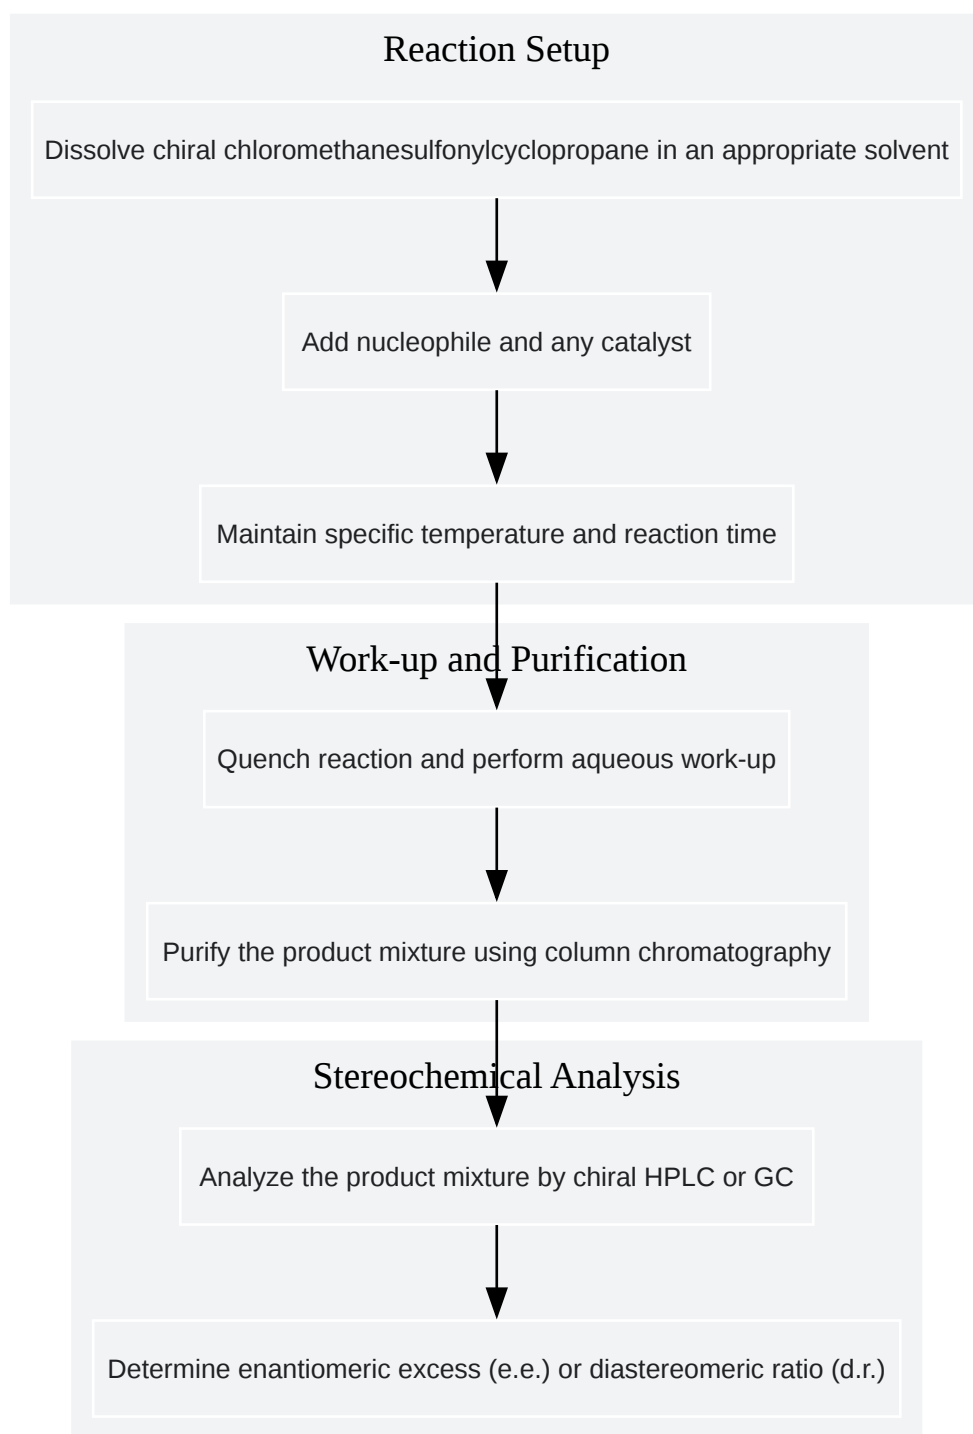 Reaction Setup
Dissolve chiral chloromethanesulfonylcyclopropane in an appropriate solvent
Add nucleophile and any catalyst
Maintain specific temperature and reaction time
Work-up and Purification
Quench reaction and perform aqueous work-up
Purify the product mixture using column chromatography
Stereochemical Analysis
Analyze the product mixture by chiral HPLC or GC
Determine enantiomeric excess (e.e.) or diastereomeric ratio (d.r.)